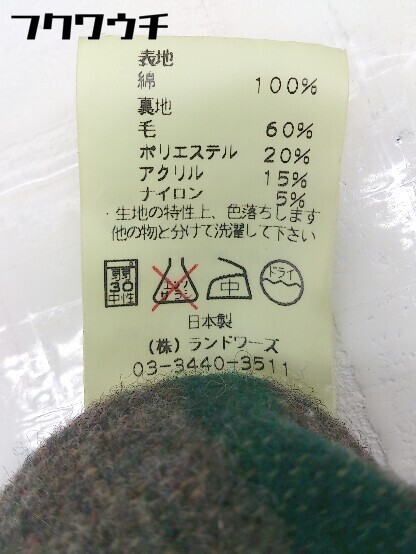 フクワウチ
表地
綿 100%
裏地
毛 60%
ポリエステル 20%
アクリル 15%
ナイロン 5%
・生地の特性上、色落ちします
他の物と分けて洗濯して下さい
30 中性 中 ドライ
日本製
(株)ランドワーズ
03-3440-3511